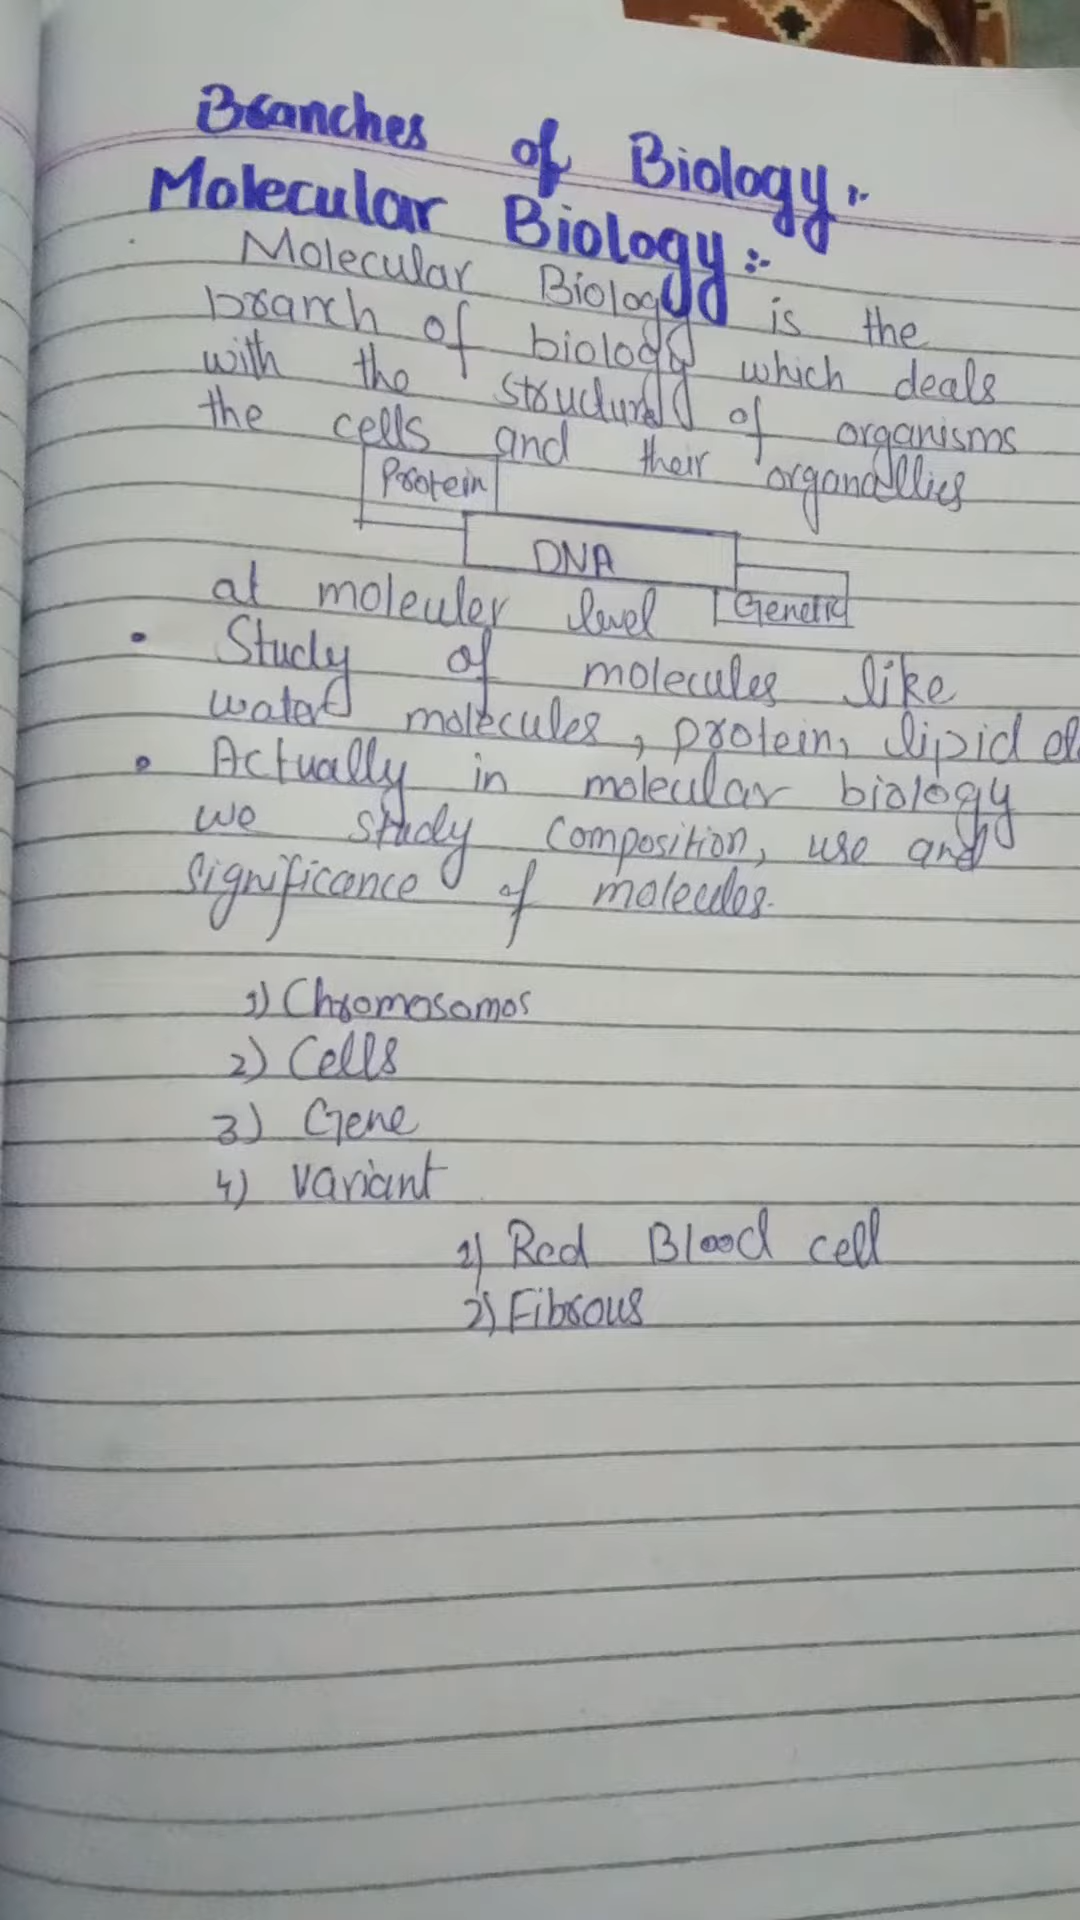 Branches of Biology:-
Molecular Biology:-
Molecular Biology is the
branch of biology which deals
with the structure of organisms
the cells and their organallies
Protein
DNA
Genetic
at moleculer level
• Study of molecules like
water molecules, protein, lipid
• Actually in molecular biology
we study composition, use and
significance of molecules.
1) Chromosomos
2) Cells
3) Gene
4) Variant
1) Red Blood cell
2) Fibrous